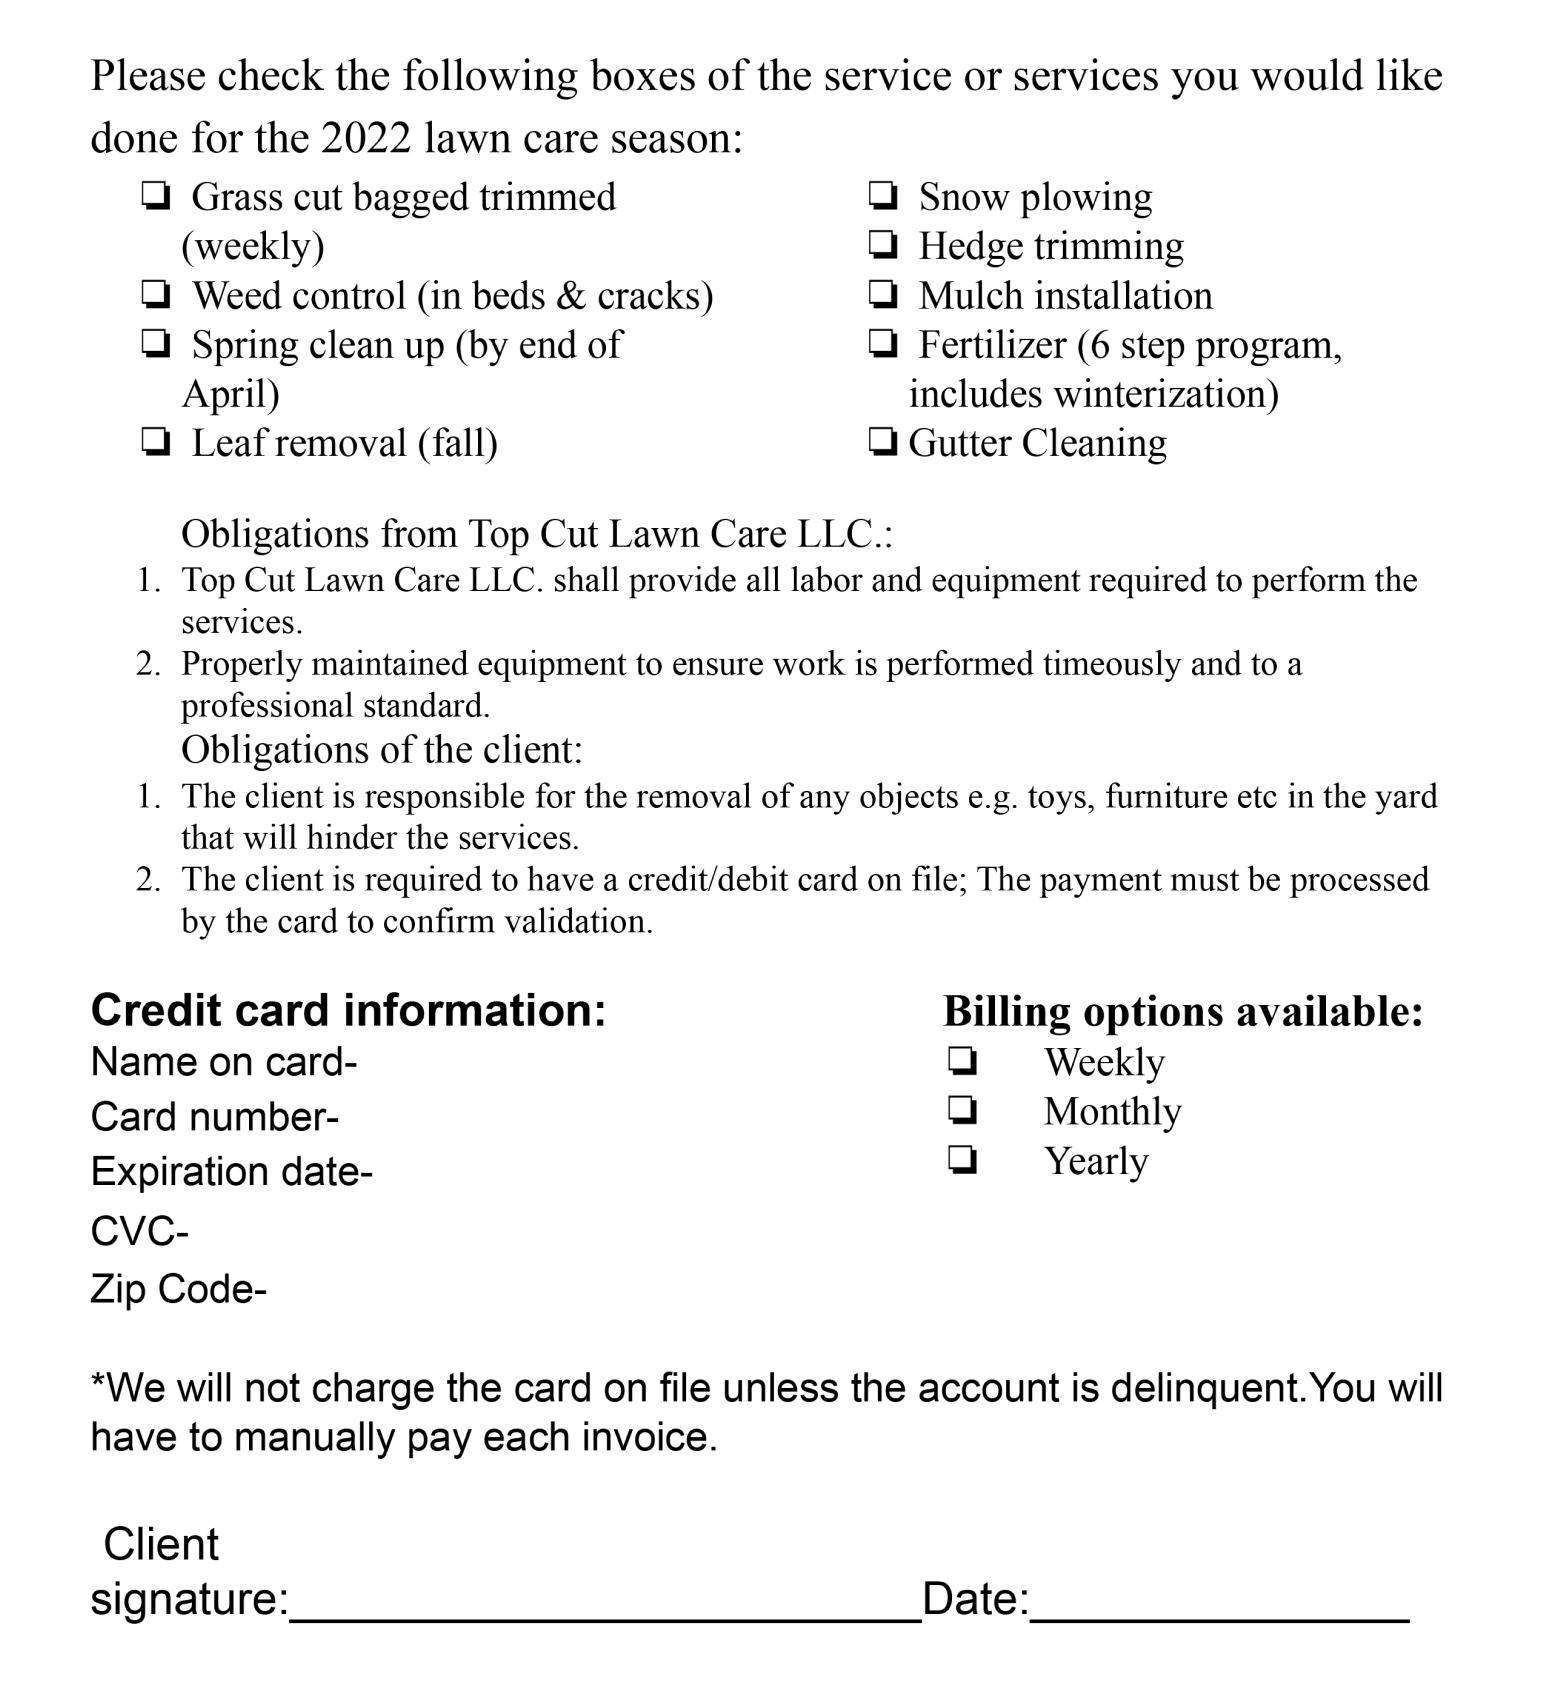 Please check the following boxes of the service or services you would like
done for the 2022 lawn care season:
❏ Grass cut bagged trimmed
(weekly)
❏ Weed control (in beds & cracks)
❏ Spring clean up (by end of
April)
❏ Leaf removal (fall)
❏ Snow plowing
❏ Hedge trimming
❏ Mulch installation
❏ Fertilizer (6 step program,
includes winterization)
❏ Gutter Cleaning
Obligations from Top Cut Lawn Care LLC.:
1. Top Cut Lawn Care LLC. shall provide all labor and equipment required to perform the
services.
2. Properly maintained equipment to ensure work is performed timeously and to a
professional standard.
Obligations of the client:
1. The client is responsible for the removal of any objects e.g. toys, furniture etc in the yard
that will hinder the services.
2. The client is required to have a credit/debit card on file; The payment must be processed
by the card to confirm validation.
Credit card information:
Name on card-
Card number-
Expiration date-
CVC-
Zip Code-
Billing options available:
❏ Weekly
❏ Monthly
❏ Yearly
*We will not charge the card on file unless the account is delinquent.You will
have to manually pay each invoice.
Client
signature:_________________________Date:_______________